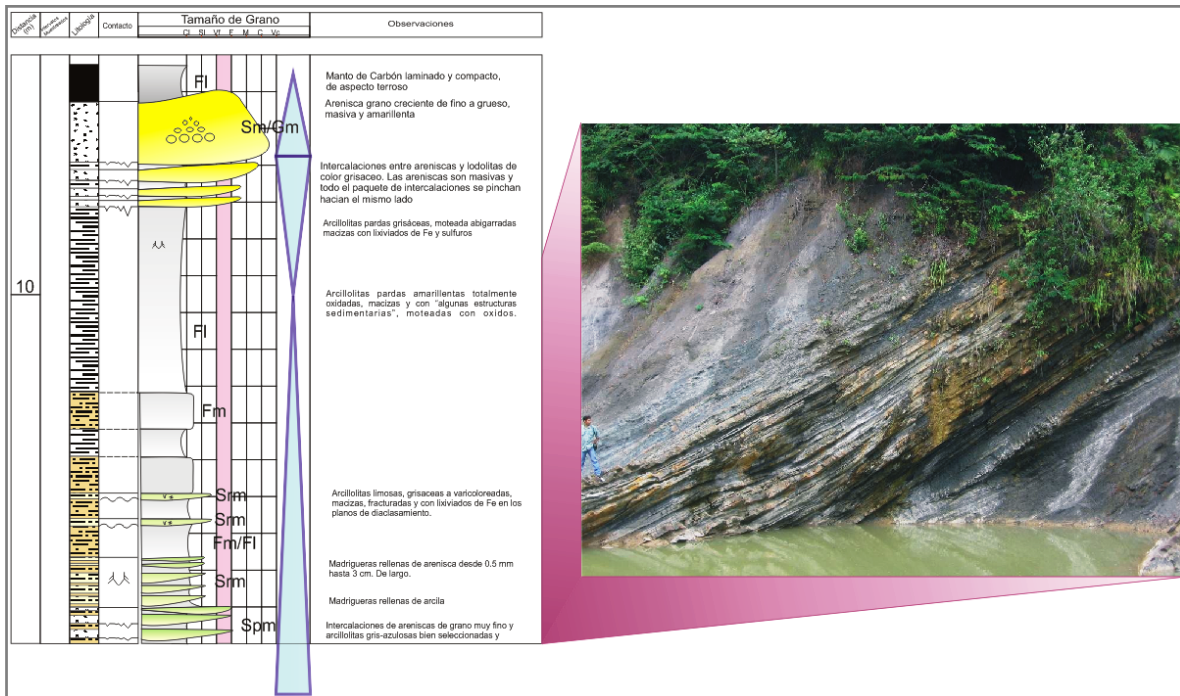 Distancia
(m)
Litología
Contacto
Tamaño de Grano
Cl Sl Vf F M C Vc
Observaciones
Fl
Manto de Carbón laminado y compacto,
de aspecto terroso
Arenisca grano creciente de fino a grueso,
masiva y amarillenta
Sm/Gm
Intercalaciones entre areniscas y lodolitas de
color grisaceo. Las areniscas son masivas y
todo el paquete de intercalaciones se pinchan
hacian el mismo lado
Arcillolitas pardas grisáceas, moteada abigarradas
macizas con lixiviados de Fe y sulfuros
10
Arcillolitas pardas amarillentas totalmente
oxidadas, macizas y con "algunas estructuras
sedimentarias", moteadas con oxidos.
Fl
Fm
Srm
Arcillolitas limosas, grisaceas a varicoloreadas,
macizas, fracturadas y con lixiviados de Fe en los
planos de diaclasamiento.
Srm
Fm/Fl
Madrigueras rellenas de arenisca desde 0.5 mm
hasta 3 cm. De largo.
Srm
Madrigueras rellenas de arcilla
Spm
Intercalaciones de areniscas de grano muy fino y
arcillolitas gris-azulosas bien seleccionadas y